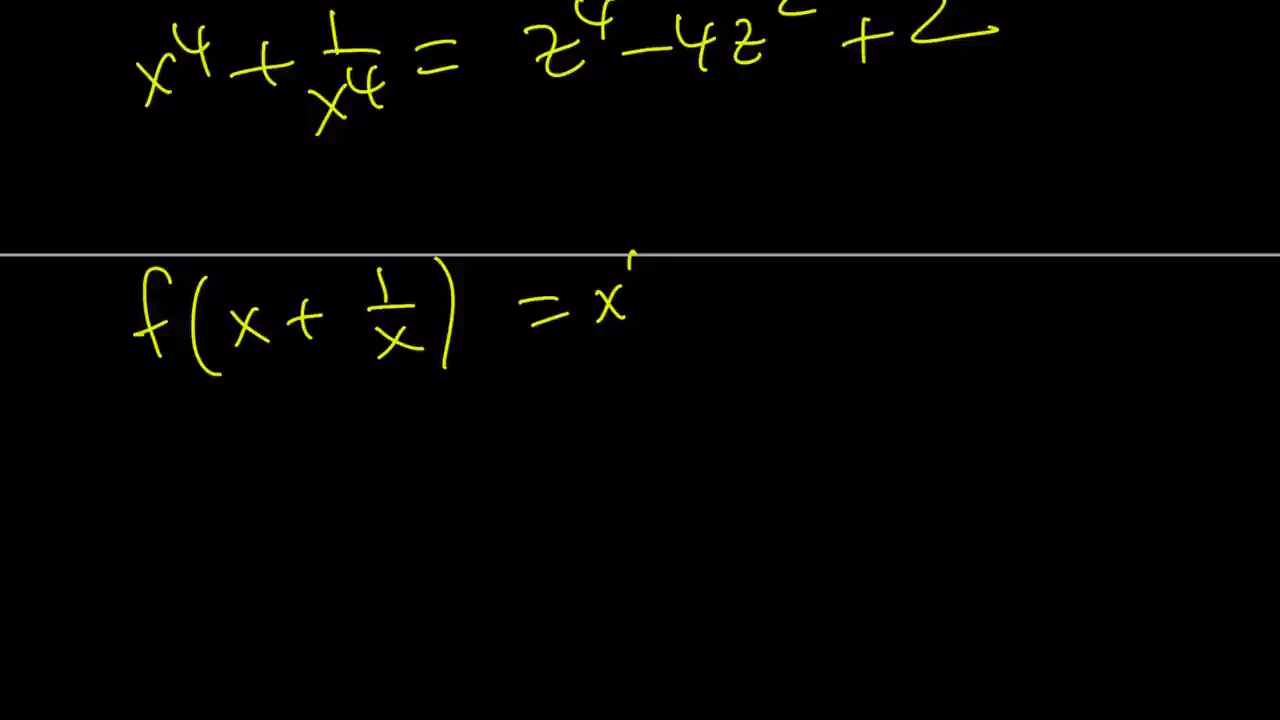 x⁴ + 1/x⁴ = z⁴ − 4z² + 2
f(x + 1/x) = x